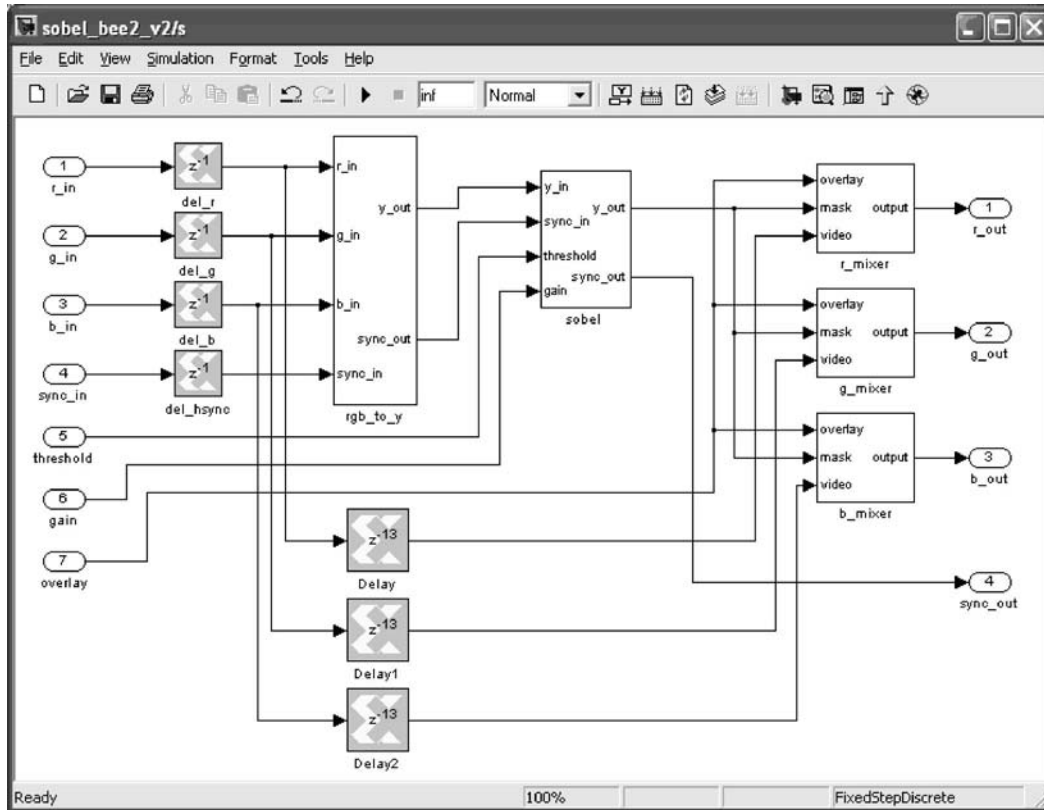 sobel_bee2_v2/s
File Edit View Simulation Format Tools Help
inf Normal
1
r_in
2
g_in
3
b_in
4
sync_in
5
threshold
6
gain
7
overlay
z-1
del_r
z-1
del_g
z-1
del_b
z-1
del_hsync
r_in
g_in
b_in
sync_in
y_out
sync_out
rgb_to_y
y_in
sync_in
threshold
gain
y_out
sync_out
sobel
overlay
mask
video
output
r_mixer
overlay
mask
video
output
g_mixer
overlay
mask
video
output
b_mixer
1
r_out
2
g_out
3
b_out
4
sync_out
z-13
Delay
z-13
Delay1
z-13
Delay2
Ready 100% FixedStepDiscrete